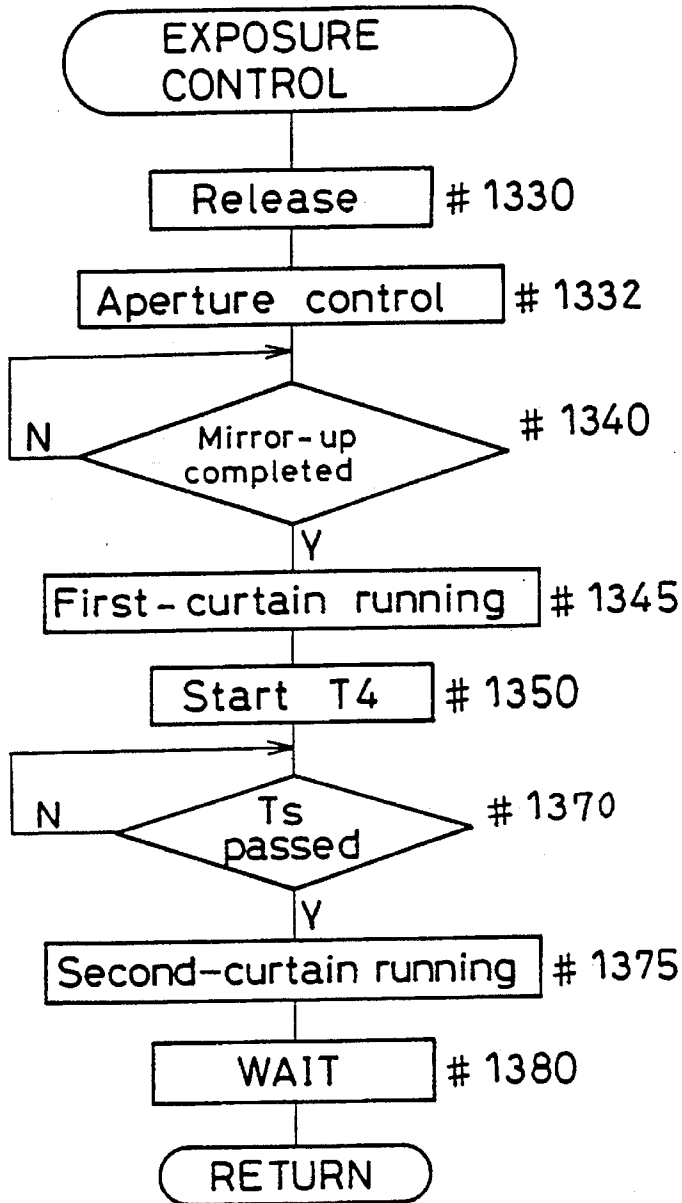 EXPOSURE
CONTROL
Release # 1330
Aperture control # 1332
N Mirror-up # 1340
completed
Y
First-curtain running # 1345
Start T4 # 1350
N Ts # 1370
passed
Y
Second-curtain running # 1375
WAIT # 1380
RETURN